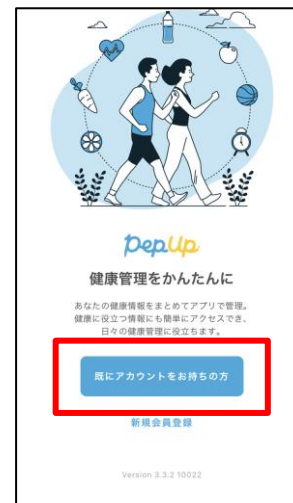 PepUp
健康管理をかんたんに
あなたの健康情報をまとめてアプリで管理。
健康に役立つ情報にも簡単にアクセスでき、
日々の健康管理に役立ちます。
既にアカウントをお持ちの方
新規会員登録
Version 3.3.2 10022